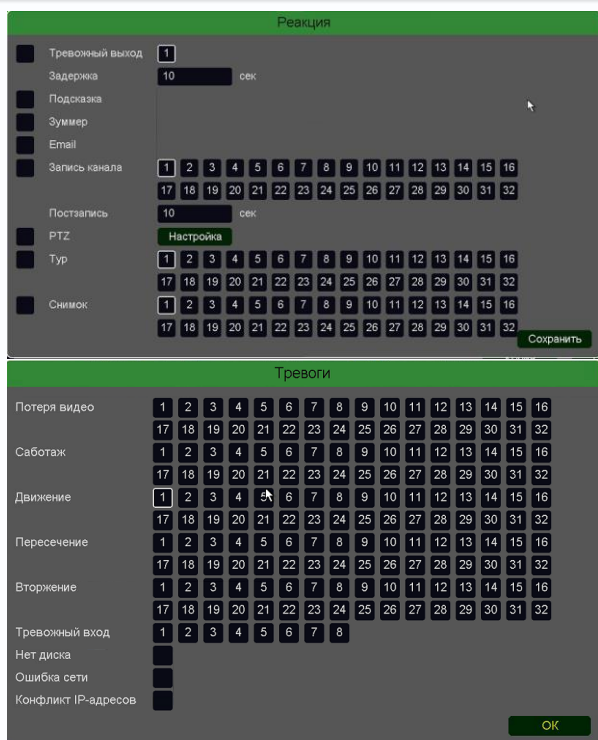 Реакция
Тревожный выход 1
Задержка 10 сек
Подсказка
Зуммер
Email
Запись канала 1 2 3 4 5 6 7 8 9 10 11 12 13 14 15 16
17 18 19 20 21 22 23 24 25 26 27 28 29 30 31 32
Постзапись 10 сек
PTZ Настройка
Тур 1 2 3 4 5 6 7 8 9 10 11 12 13 14 15 16
17 18 19 20 21 22 23 24 25 26 27 28 29 30 31 32
Снимок 1 2 3 4 5 6 7 8 9 10 11 12 13 14 15 16
17 18 19 20 21 22 23 24 25 26 27 28 29 30 31 32
Сохранить
Тревоги
Потеря видео 1 2 3 4 5 6 7 8 9 10 11 12 13 14 15 16
17 18 19 20 21 22 23 24 25 26 27 28 29 30 31 32
Саботаж 1 2 3 4 5 6 7 8 9 10 11 12 13 14 15 16
17 18 19 20 21 22 23 24 25 26 27 28 29 30 31 32
Движение 1 2 3 4 5 6 7 8 9 10 11 12 13 14 15 16
17 18 19 20 21 22 23 24 25 26 27 28 29 30 31 32
Пересечение 1 2 3 4 5 6 7 8 9 10 11 12 13 14 15 16
17 18 19 20 21 22 23 24 25 26 27 28 29 30 31 32
Вторжение 1 2 3 4 5 6 7 8 9 10 11 12 13 14 15 16
17 18 19 20 21 22 23 24 25 26 27 28 29 30 31 32
Тревожный вход 1 2 3 4 5 6 7 8
Нет диска
Ошибка сети
Конфликт IP-адресов
OK